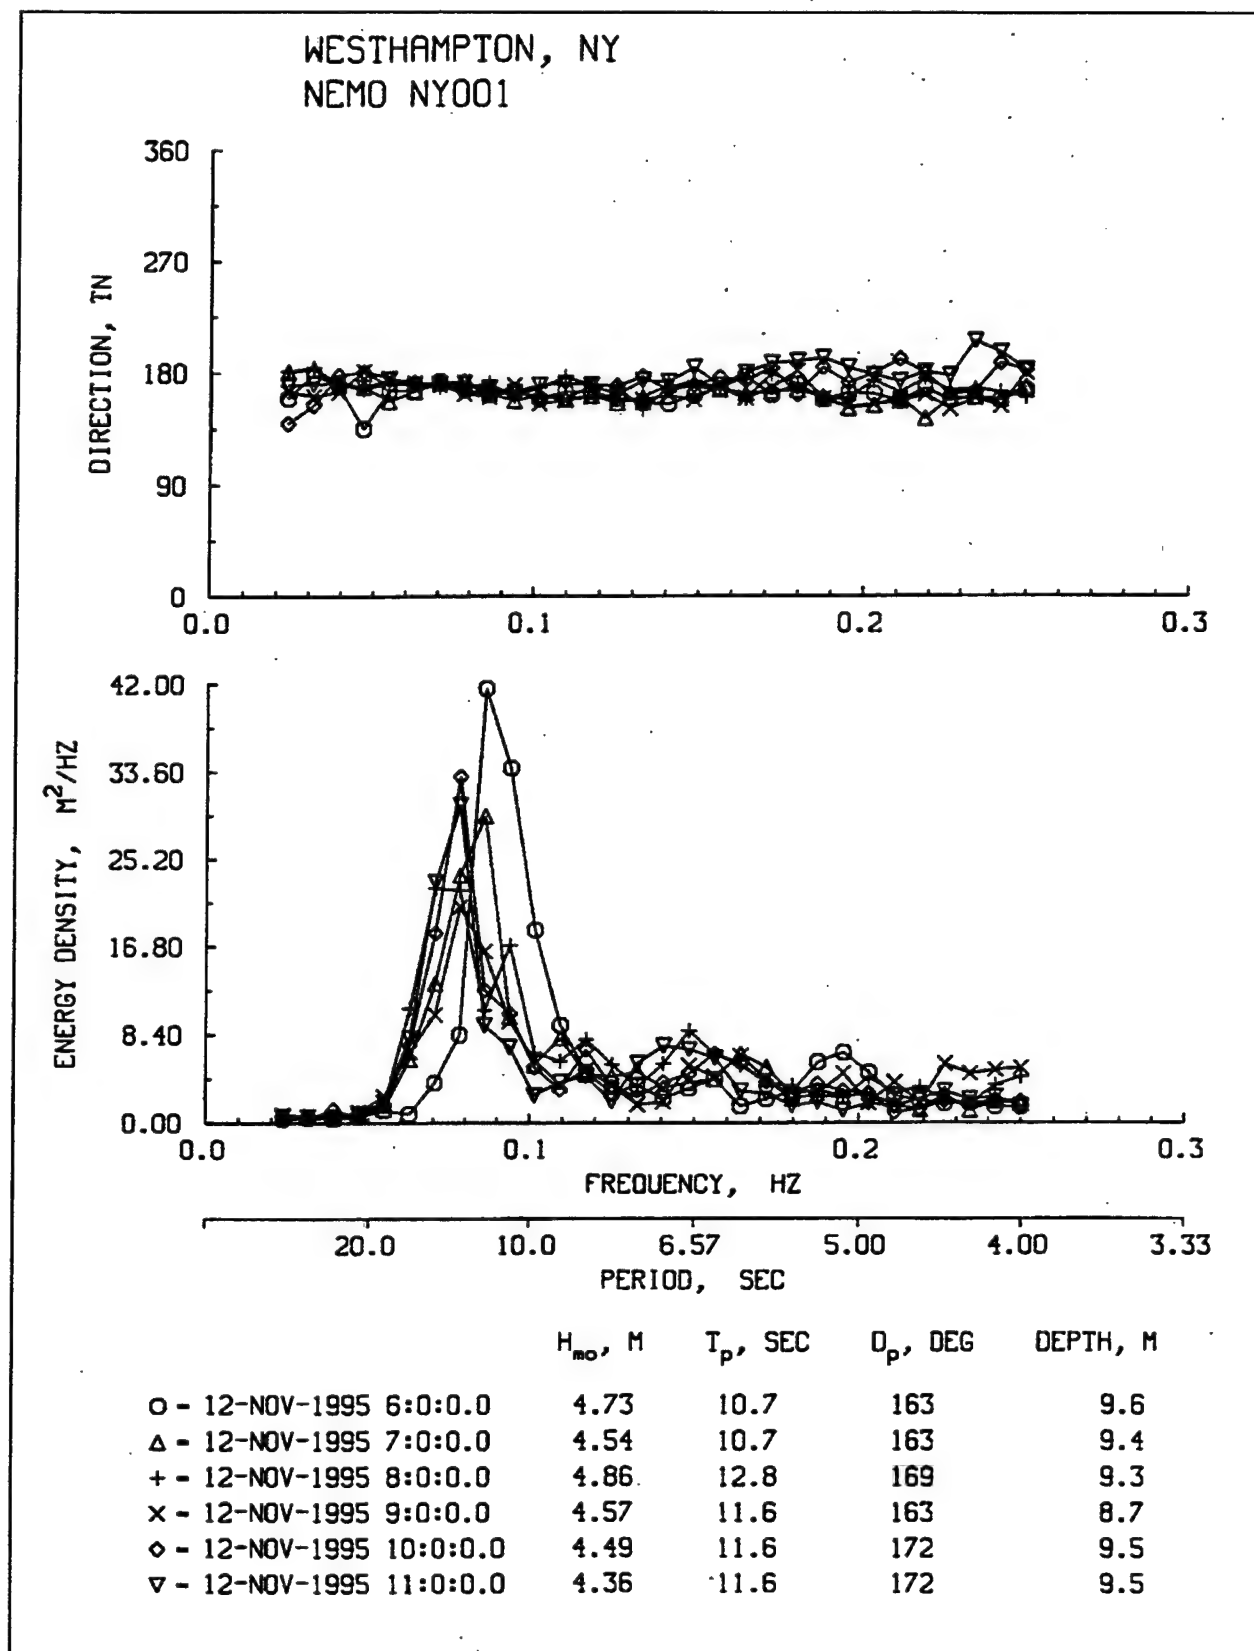 WESTHAMPTON, NY
NEMO NY001
360
270
180
90
0
DIRECTION, TN
0.0 0.1 0.2 0.3
42.00
33.60
25.20
16.80
8.40
0.00
ENERGY DENSITY, M²/HZ
0.0 0.1 0.2 0.3
FREQUENCY, HZ
20.0 10.0 6.57 5.00 4.00 3.33
PERIOD, SEC
H_mo, M T_p, SEC D_p, DEG DEPTH, M
○ - 12-NOV-1995 6:0:0.0 4.73 10.7 163 9.6
△ - 12-NOV-1995 7:0:0.0 4.54 10.7 163 9.4
+ - 12-NOV-1995 8:0:0.0 4.86 12.8 169 9.3
× - 12-NOV-1995 9:0:0.0 4.57 11.6 163 8.7
◇ - 12-NOV-1995 10:0:0.0 4.49 11.6 172 9.5
▽ - 12-NOV-1995 11:0:0.0 4.36 11.6 172 9.5